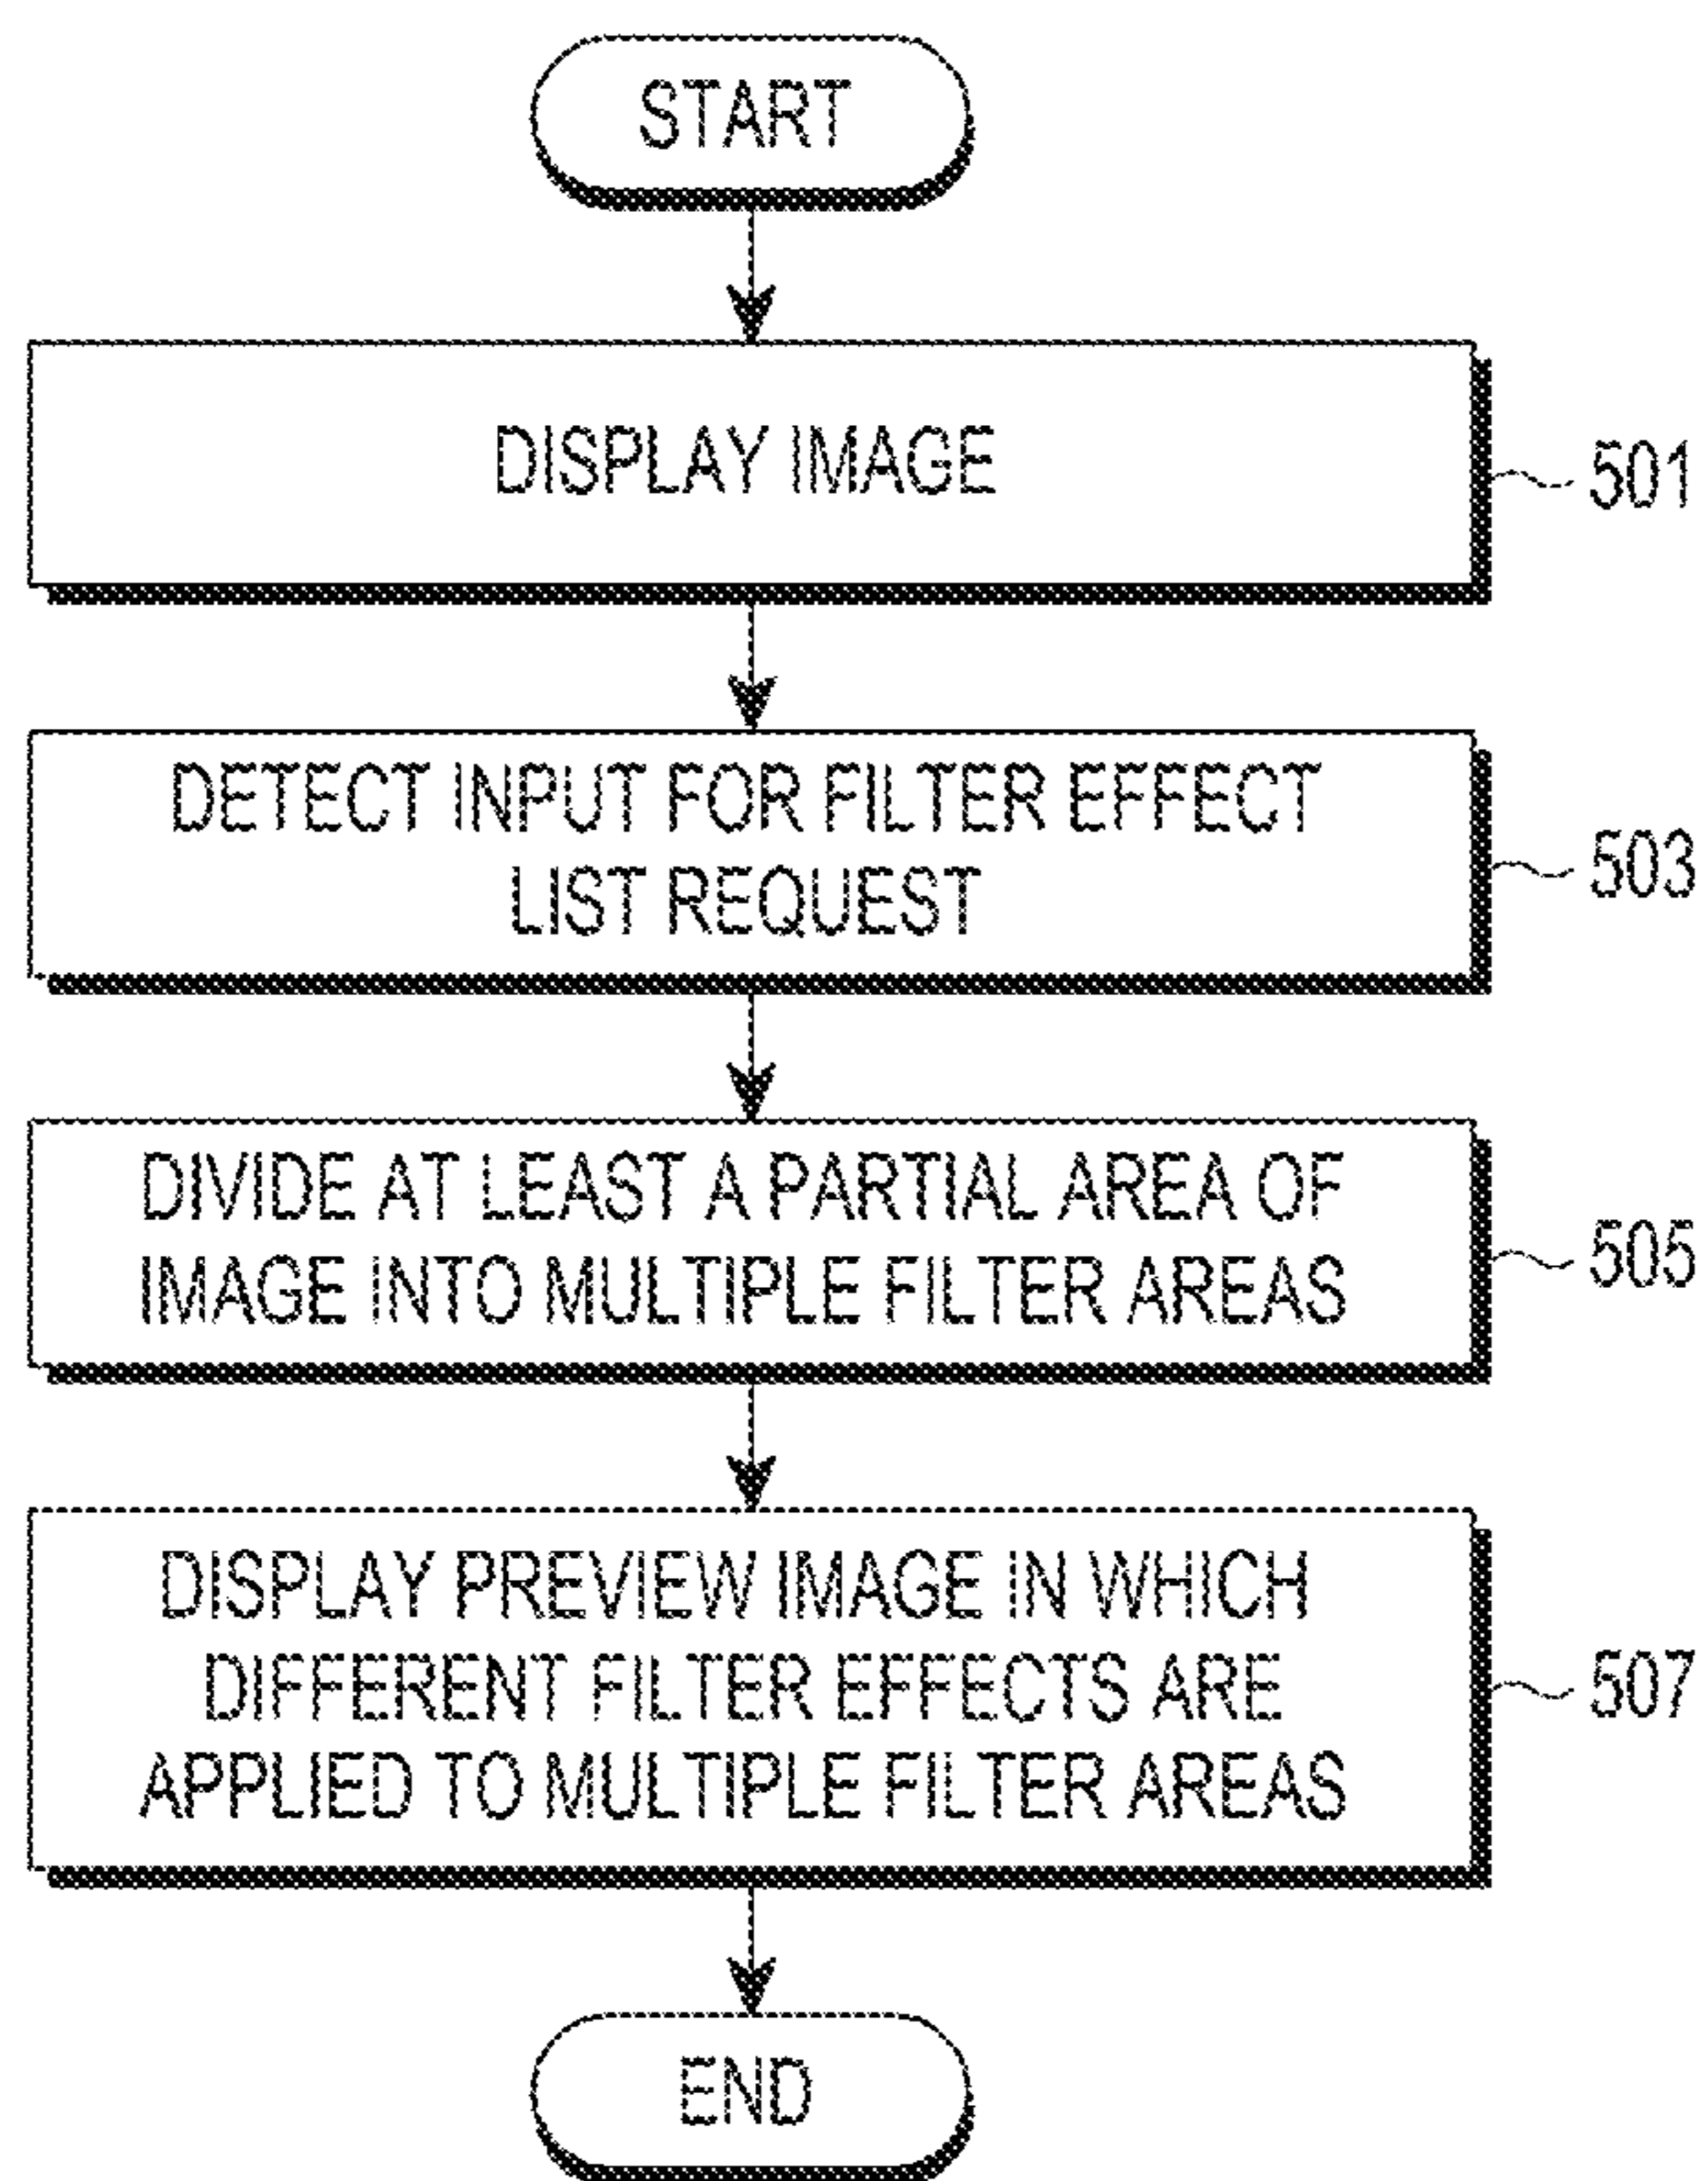 START
DISPLAY IMAGE
501
DETECT INPUT FOR FILTER EFFECT
LIST REQUEST
503
DIVIDE AT LEAST A PARTIAL AREA OF
IMAGE INTO MULTIPLE FILTER AREAS
505
DISPLAY PREVIEW IMAGE IN WHICH
DIFFERENT FILTER EFFECTS ARE
APPLIED TO MULTIPLE FILTER AREAS
507
END